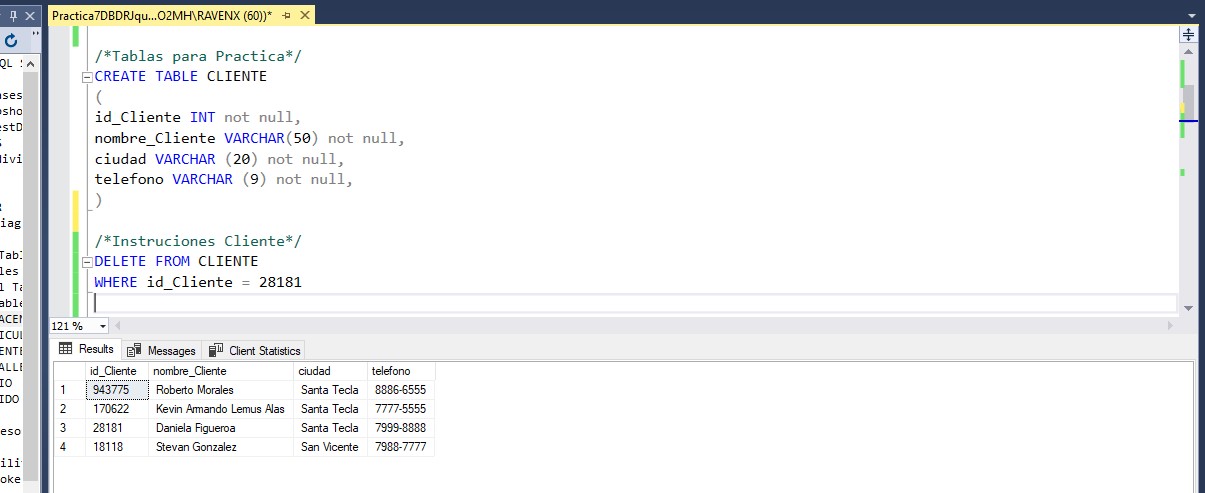 Practica7DBDRJqu...O2MH\RAVENX (60))*
/*Tablas para Practica*/
CREATE TABLE CLIENTE
(
id_Cliente INT not null,
nombre_Cliente VARCHAR(50) not null,
ciudad VARCHAR (20) not null,
telefono VARCHAR (9) not null,
)
/*Instruciones Cliente*/
DELETE FROM CLIENTE
WHERE id_Cliente = 28181
121 %
Results Messages Client Statistics
id_Cliente nombre_Cliente ciudad telefono
1 943775 Roberto Morales Santa Tecla 8886-6555
2 170622 Kevin Armando Lemus Alas Santa Tecla 7777-5555
3 28181 Daniela Figueroa Santa Tecla 7999-8888
4 18118 Stevan Gonzalez San Vicente 7988-7777